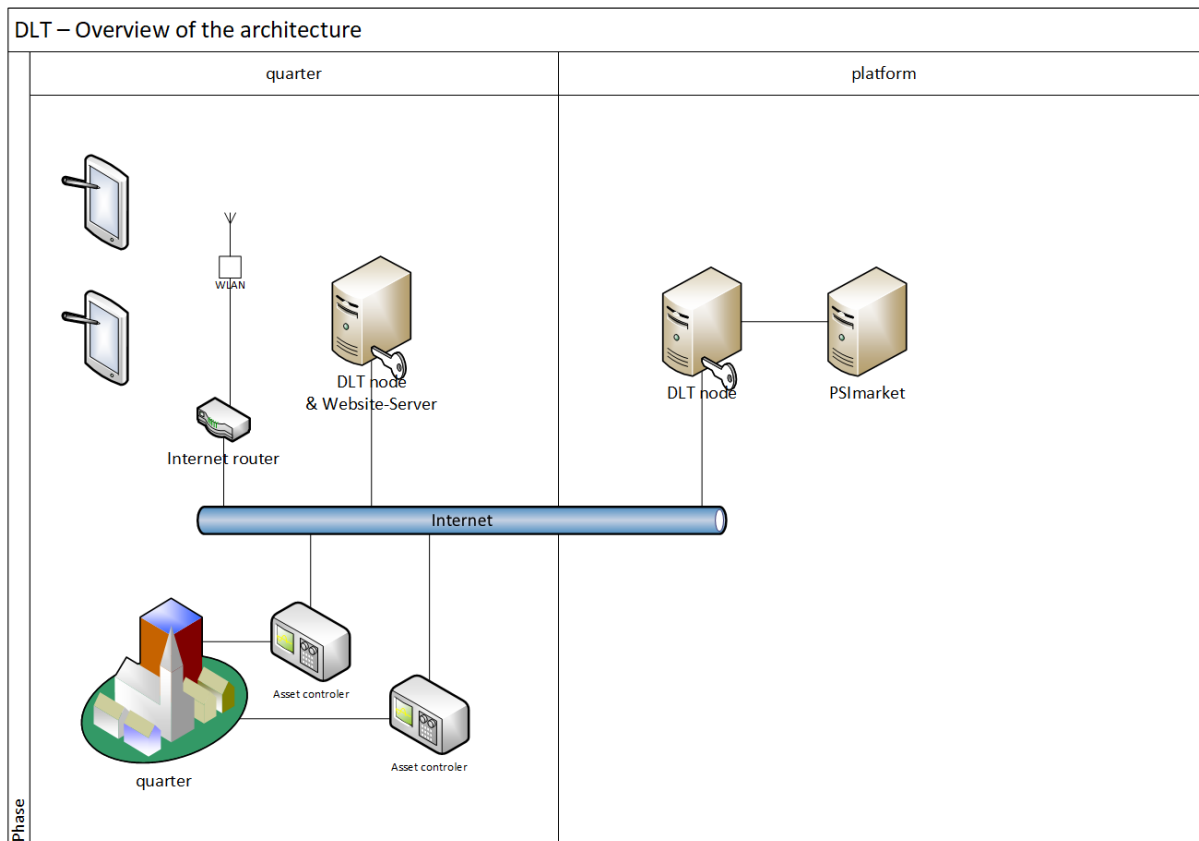 DLT – Overview of the architecture
quarter
platform
WLAN
DLT node
& Website-Server
DLT node
PSImarket
Internet router
Internet
Asset controler
Asset controler
quarter
Phase